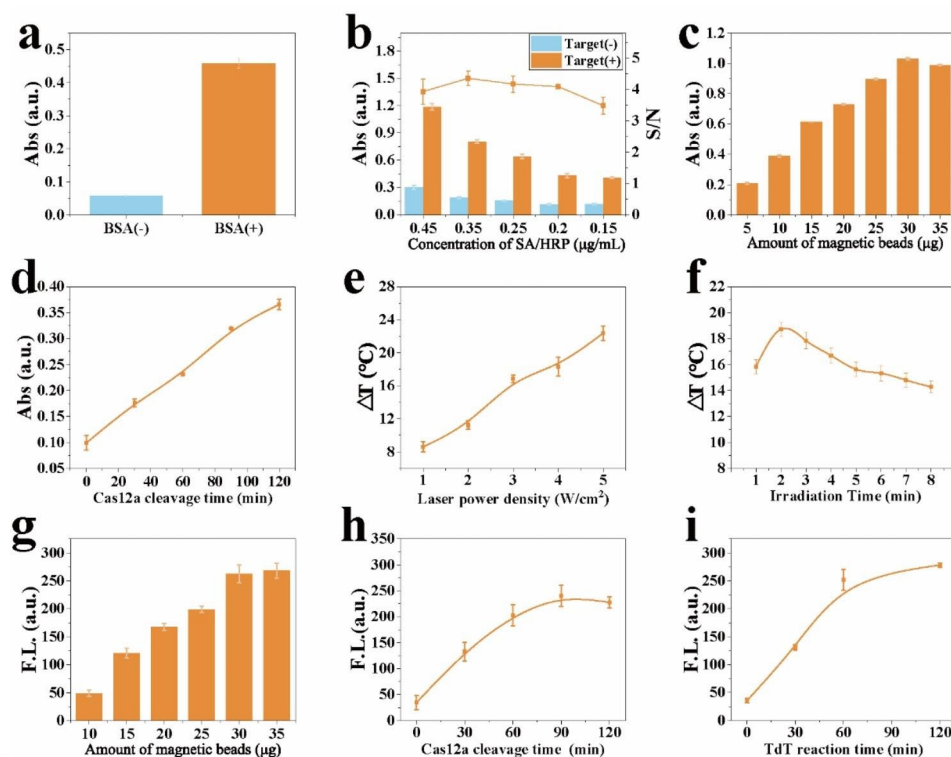 a
Abs (a.u.)
0.5
0.4
0.3
0.2
0.1
0.0
BSA(-) BSA(+)
b
Target(-)
Target(+)
Abs (a.u.)
1.8
1.5
1.2
0.9
0.6
0.3
0.0
5
4
3
2
1
0
S/N
0.45 0.35 0.25 0.2 0.15
Concentration of SA/HRP (μg/mL)
c
Abs (a.u.)
1.2
1.0
0.8
0.6
0.4
0.2
0.0
5 10 15 20 25 30 35
Amount of magnetic beads (μg)
d
Abs (a.u.)
0.40
0.35
0.30
0.25
0.20
0.15
0.10
0.05
0 20 40 60 80 100 120
Cas12a cleavage time (min)
e
△T (°C)
28
24
20
16
12
8
1 2 3 4 5
Laser power density (W/cm²)
f
△T (°C)
22
20
18
16
14
12
10
1 2 3 4 5 6 7 8
Irradiation Time (min)
g
F.L. (a.u.)
300
250
200
150
100
50
0
10 15 20 25 30 35
Amount of magnetic beads (μg)
h
F.L.(a.u.)
350
300
250
200
150
100
50
0
0 30 60 90 120
Cas12a cleavage time (min)
i
F.L. (a.u.)
300
250
200
150
100
50
0
0 30 60 90 120
TdT reaction time (min)